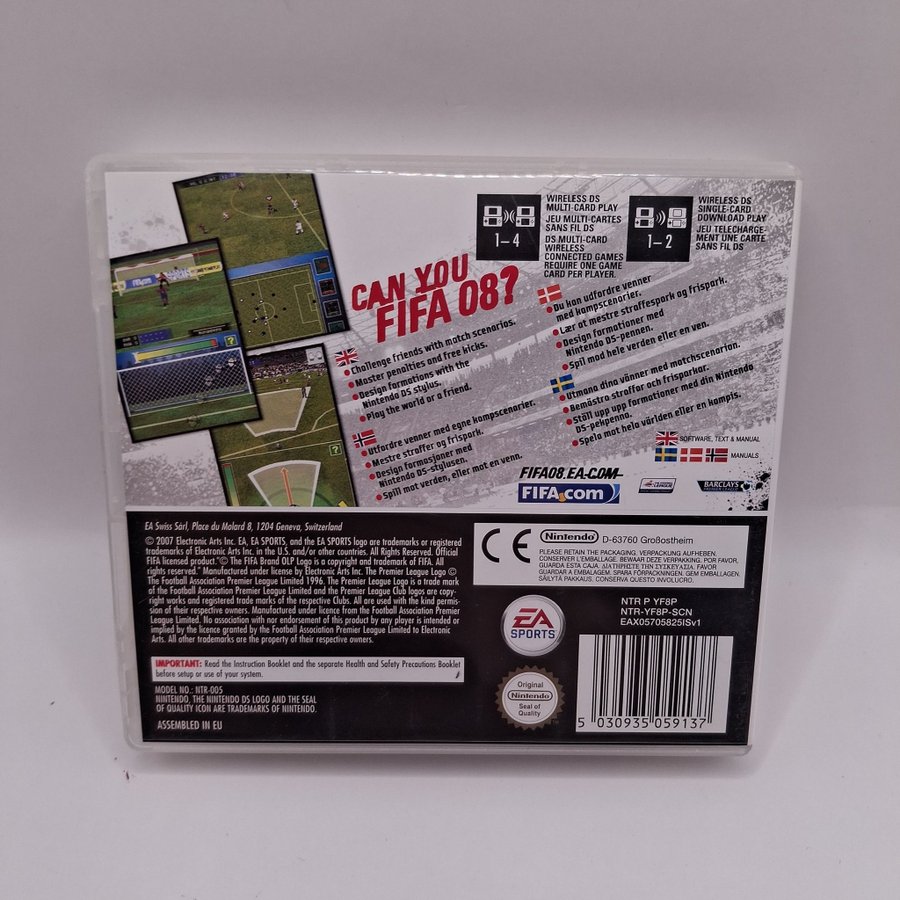 WIRELESS DS
MULTI-CARD PLAY
JEU MULTI-CARTES
SANS FIL DS
DS MULTI-CARD
WIRELESS
CONNECTED GAMES
REQUIRE ONE GAME
CARD PER PLAYER.
1-4
WIRELESS DS
SINGLE-CARD
DOWNLOAD PLAY
JEU TELECHARGE-
MENT UNE CARTE
SANS FIL DS
1-2
CAN YOU
FIFA 08?
Challenge friends with match scenarios.
Master penalties and free kicks.
Design formations with the
Nintendo DS stylus.
Play the world or a friend.
Utfordre venner med egne kampscenarier.
Mestre straffer og frispark.
Design formasjoner med
Nintendo DS-stylusen.
Spill mot verden, eller mot en venn.
Du kan udfordre venner
med kampscenarier.
Lær at mestre straffespark og frispark.
Design formationer med
Nintendo DS-pennen.
Spil mod hele verden eller en ven.
Utmana dina vänner med matchscenarion.
Bemästra straffar och frisparkar.
Ställ upp upp formationer med din Nintendo
DS-pekpenna.
Spela mot hela världen eller en kompis.
SOFTWARE, TEXT & MANUAL
MANUALS
FIFA08.EA.COM
FIFA.com
BARCLAYS
PREMIER LEAGUE
EA Swiss Sàrl, Place du Molard 8, 1204 Geneva, Switzerland
© 2007 Electronic Arts Inc. EA, EA SPORTS, and the EA SPORTS logo are registered
trademarks of Electronic Arts Inc. in the U.S. and/or other countries. All Rights Reserved. Official
FIFA licensed product."© The FIFA Brand OLP Logo is a copyright and trademark of FIFA. All
rights reserved." Manufactured under license by Electronic Arts Inc. The Premier League Logo ©
The Football Association Premier League Limited 1996. The Premier League Logo is a trade mark
of the Football Association Premier League Limited and the Premier League Club logos are copy-
right works and registered trade marks of the respective Clubs. All are used with the kind permis-
sion of their respective owners. Manufactured under licence from the Football Association Premier
League Limited. No association with nor endorsement of this product by any player is intended or
implied by the licence granted by the Football Association Premier League Limited to Electronic
Arts. All other trademarks are the property of their respective owners.
IMPORTANT: Read the Instruction Booklet and the separate Health and Safety Precautions Booklet
before setup or use of your system.
MODEL NO.: NTR-005
NINTENDO, THE NINTENDO DS LOGO AND THE SEAL
OF QUALITY ICON ARE TRADEMARKS OF NINTENDO.
ASSEMBLED IN EU
CE
Nintendo D-63760 Großostheim
PLEASE RETAIN THE PACKAGING. VERPACKUNG AUFHEBEN.
CONSERVER L'EMBALLAGE. BEWAAR DEZE VERPAKKING. POR FAVOR
GUARDA ESTA CAJA. ΔΙΑΤΗΡΕΙΤΕ ΤΗΝ ΣΥΣΚΕΥΑΣΙΑ. FAVOR
GUARDAR A EMBALAGEM. SPARA FÖRPACKNINGEN. GEM EMBALLAGEN.
SÄILYTÄ PAKKAUS. CONSERVA QUESTO INVOLUCRO.
EA
SPORTS
NTR P YF8P
NTR-YF8P-SCN
EAX05705825ISv1
Original
Nintendo
Seal of
Quality
5 030935 059137